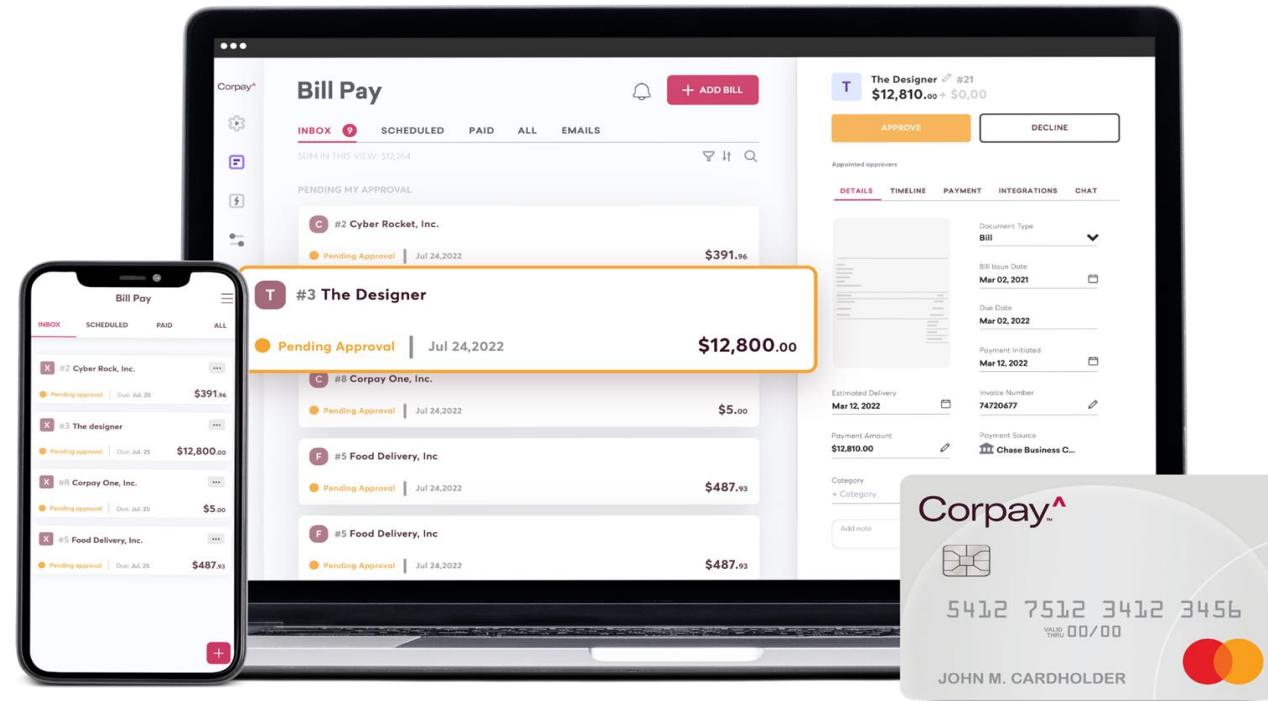 Corpay^
Bill Pay
+ ADD BILL
INBOX 9 SCHEDULED PAID ALL EMAILS
SUM IN THIS VIEW: $12,264
PENDING MY APPROVAL
C #2 Cyber Rocket, Inc.
Pending Approval | Jul 24,2022 $391.96
T #3 The Designer
Pending Approval | Jul 24,2022 $12,800.00
C #8 Corpay One, Inc.
Pending Approval | Jul 24,2022 $5.00
F #5 Food Delivery, Inc
Pending Approval | Jul 24,2022 $487.93
F #5 Food Delivery, Inc
Pending Approval | Jul 24,2022 $487.93
T The Designer #21
$12,810.00 + $0,00
APPROVE DECLINE
Appointed approvers
DETAILS TIMELINE PAYMENT INTEGRATIONS CHAT
Document Type
Bill
Bill Issue Date
Mar 02, 2021
Due Date
Mar 02, 2022
Payment Initiated
Mar 12, 2022
Estimated Delivery Invoice Number
Mar 12, 2022 74720677
Payment Amount Payment Source
$12,810.00 Chase Business C...
Category
+ Category
Add note
Bill Pay
INBOX SCHEDULED PAID ALL
X #2 Cyber Rock, Inc. ...
Pending approval | Due: Jul. 25 $391.96
X #3 The designer ...
Pending approval | Due: Jul. 25 $12,800.00
X #8 Corpay One, Inc. ...
Pending approval | Due: Jul. 25 $5.00
X #5 Food Delivery, Inc. ...
Pending approval | Due: Jul. 25 $487.93
+
Corpay^™
5412 7512 3412 3456
VALID
THRU 00/00
JOHN M. CARDHOLDER